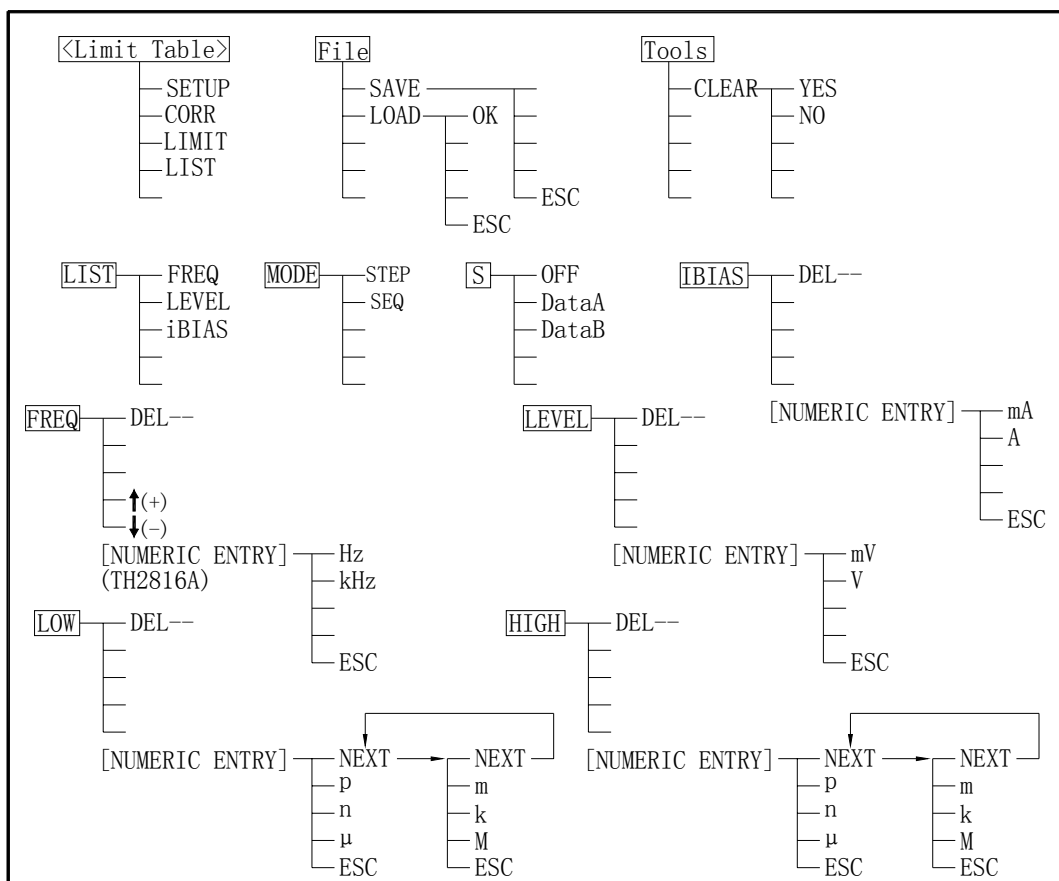 <Limit Table>
SETUP
CORR
LIMIT
LIST
File
SAVE
ESC
LOAD
OK
ESC
Tools
CLEAR
YES
NO
LIST
FREQ
LEVEL
iBIAS
MODE
STEP
SEQ
S
OFF
DataA
DataB
IBIAS
DEL--
[NUMERIC ENTRY]
mA
A
ESC
FREQ
DEL--
(+)
(-)
[NUMERIC ENTRY]
(TH2816A)
Hz
kHz
ESC
LEVEL
DEL--
[NUMERIC ENTRY]
mV
V
ESC
LOW
DEL--
[NUMERIC ENTRY]
NEXT
p
n
μ
ESC
NEXT
m
k
M
ESC
HIGH
DEL--
[NUMERIC ENTRY]
NEXT
p
n
μ
ESC
NEXT
m
k
M
ESC